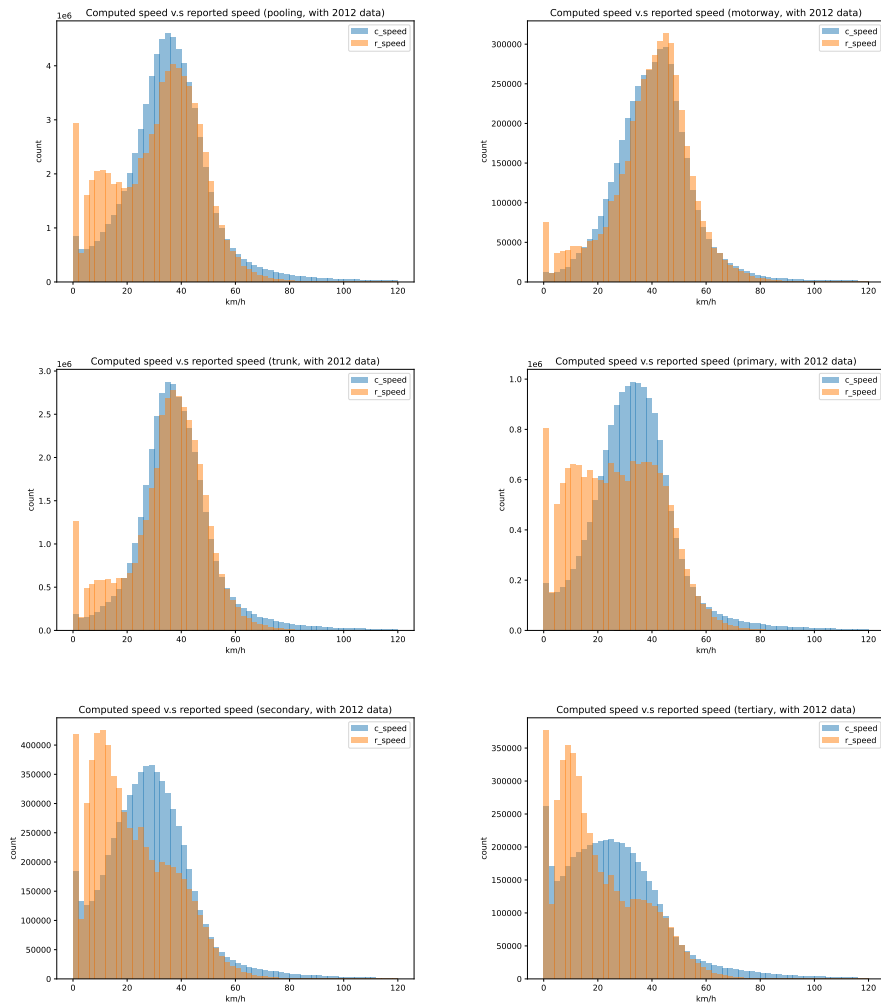 Computed speed v.s reported speed (pooling, with 2012 data)
1e6
c_speed
r_speed
count
4
3
2
1
0
0 20 40 60 80 100 120
km/h
Computed speed v.s reported speed (motorway, with 2012 data)
c_speed
r_speed
count
300000
250000
200000
150000
100000
50000
0
0 20 40 60 80 100 120
km/h
Computed speed v.s reported speed (trunk, with 2012 data)
1e6
c_speed
r_speed
count
3.0
2.5
2.0
1.5
1.0
0.5
0.0
0 20 40 60 80 100 120
km/h
Computed speed v.s reported speed (primary, with 2012 data)
1e6
c_speed
r_speed
count
1.0
0.8
0.6
0.4
0.2
0.0
0 20 40 60 80 100 120
km/h
Computed speed v.s reported speed (secondary, with 2012 data)
c_speed
r_speed
count
400000
350000
300000
250000
200000
150000
100000
50000
0
0 20 40 60 80 100 120
km/h
Computed speed v.s reported speed (tertiary, with 2012 data)
c_speed
r_speed
count
350000
300000
250000
200000
150000
100000
50000
0
0 20 40 60 80 100 120
km/h